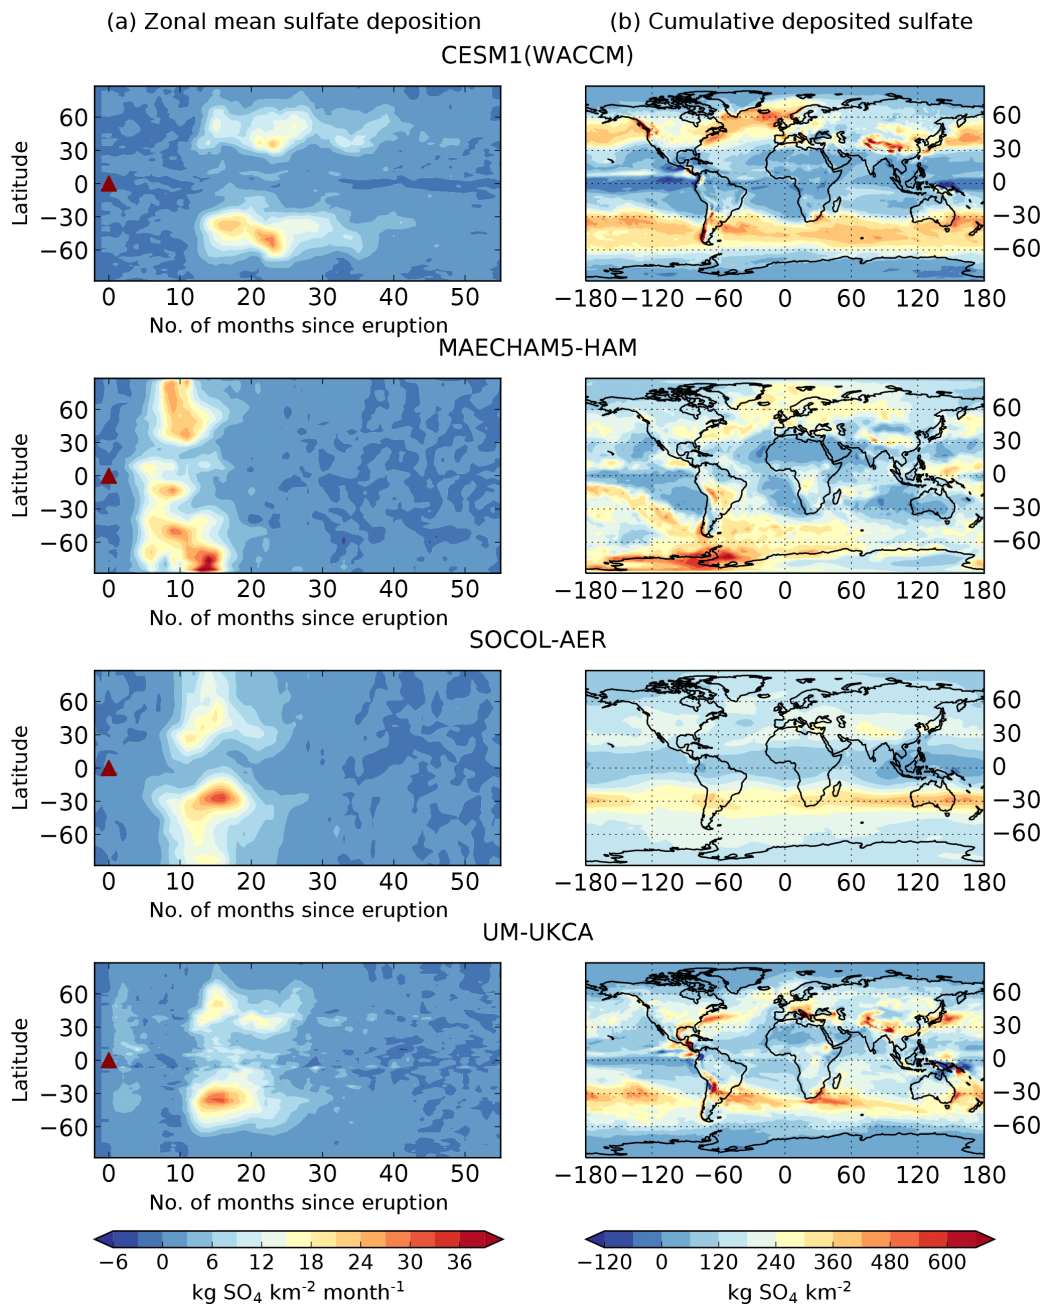 (a) Zonal mean sulfate deposition (b) Cumulative deposited sulfate
CESM1(WACCM)
Latitude
60
30
0
−30
−60
0 10 20 30 40 50
No. of months since eruption
60
30
0
−30
−60
−180 −120 −60 0 60 120 180
MAECHAM5-HAM
Latitude
60
30
0
−30
−60
0 10 20 30 40 50
No. of months since eruption
60
30
0
−30
−60
−180 −120 −60 0 60 120 180
SOCOL-AER
Latitude
60
30
0
−30
−60
0 10 20 30 40 50
No. of months since eruption
60
30
0
−30
−60
−180 −120 −60 0 60 120 180
UM-UKCA
Latitude
60
30
0
−30
−60
0 10 20 30 40 50
No. of months since eruption
60
30
0
−30
−60
−180 −120 −60 0 60 120 180
−6 0 6 12 18 24 30 36
kg SO₄ km⁻² month⁻¹
−120 0 120 240 360 480 600
kg SO₄ km⁻²